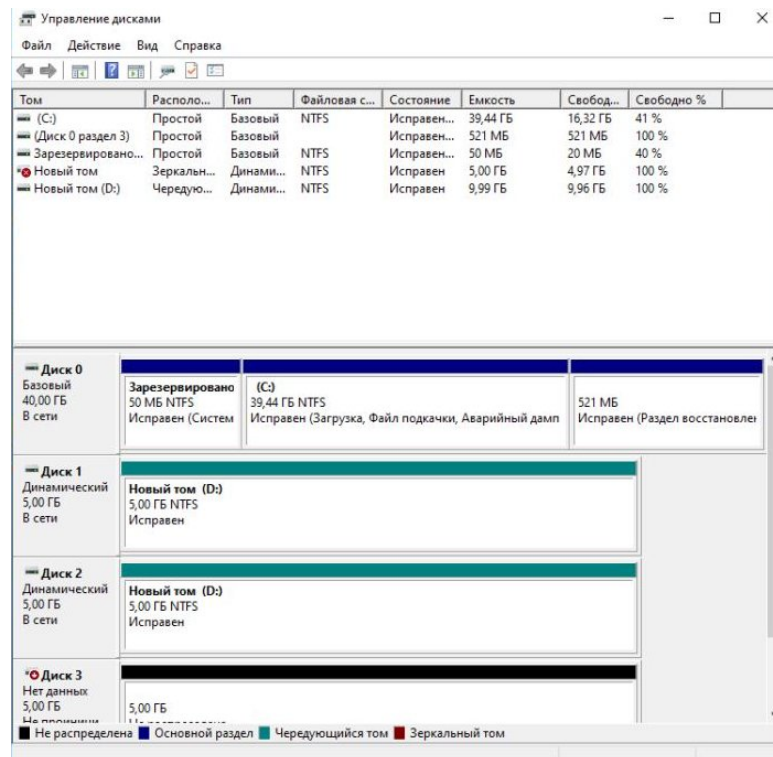 Управление дисками
Файл Действие Вид Справка
Том Располо... Тип Файловая с... Состояние Емкость Свобод... Свободно %
(C:) Простой Базовый NTFS Исправен... 39,44 ГБ 16,32 ГБ 41 %
(Диск 0 раздел 3) Простой Базовый Исправен... 521 МБ 521 МБ 100 %
Зарезервировано... Простой Базовый NTFS Исправен... 50 МБ 20 МБ 40 %
Новый том Зеркальн... Динами... NTFS Исправен 5,00 ГБ 4,97 ГБ 100 %
Новый том (D:) Чередую... Динами... NTFS Исправен 9,99 ГБ 9,96 ГБ 100 %
Диск 0
Базовый
40,00 ГБ
В сети
Зарезервировано
50 МБ NTFS
Исправен (Систем
(C:)
39,44 ГБ NTFS
Исправен (Загрузка, Файл подкачки, Аварийный дамп
521 МБ
Исправен (Раздел восстановлен
Диск 1
Динамический
5,00 ГБ
В сети
Новый том (D:)
5,00 ГБ NTFS
Исправен
Диск 2
Динамический
5,00 ГБ
В сети
Новый том (D:)
5,00 ГБ NTFS
Исправен
Диск 3
Нет данных
5,00 ГБ
5,00 ГБ
Не распределена Основной раздел Чередующийся том Зеркальный том